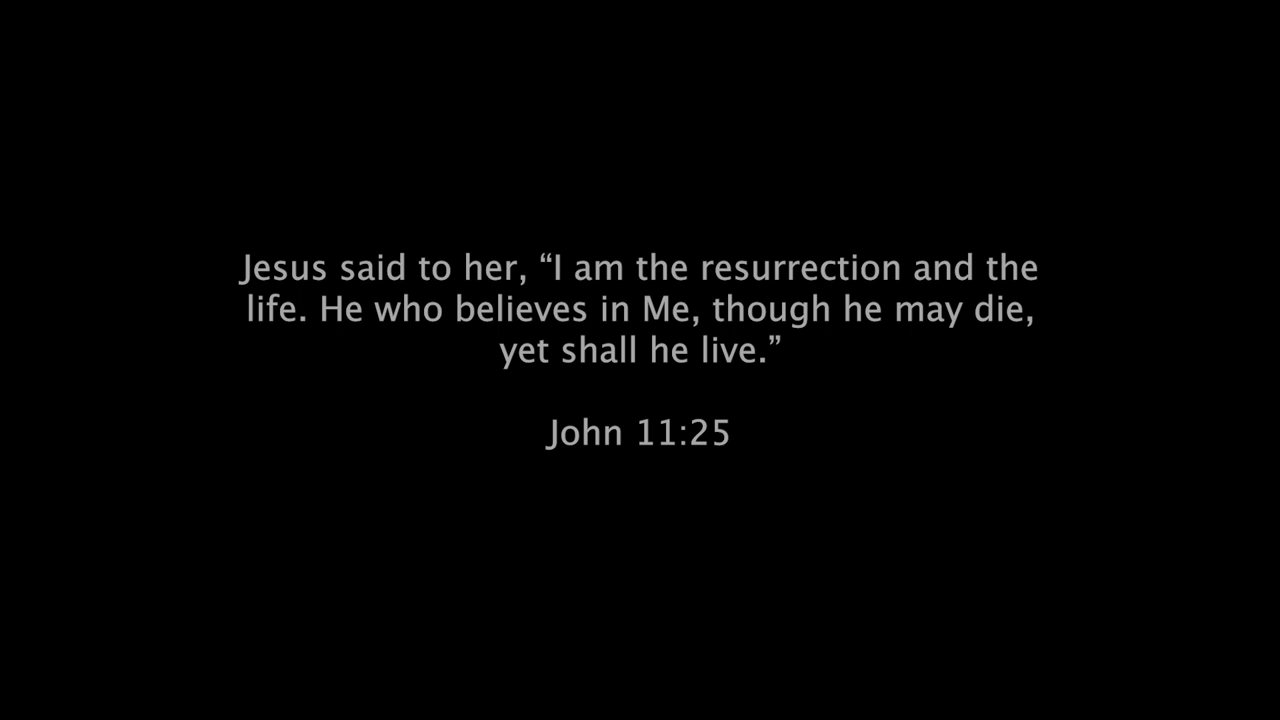 Jesus said to her, “I am the resurrection and the
life. He who believes in Me, though he may die,
yet shall he live.”
John 11:25